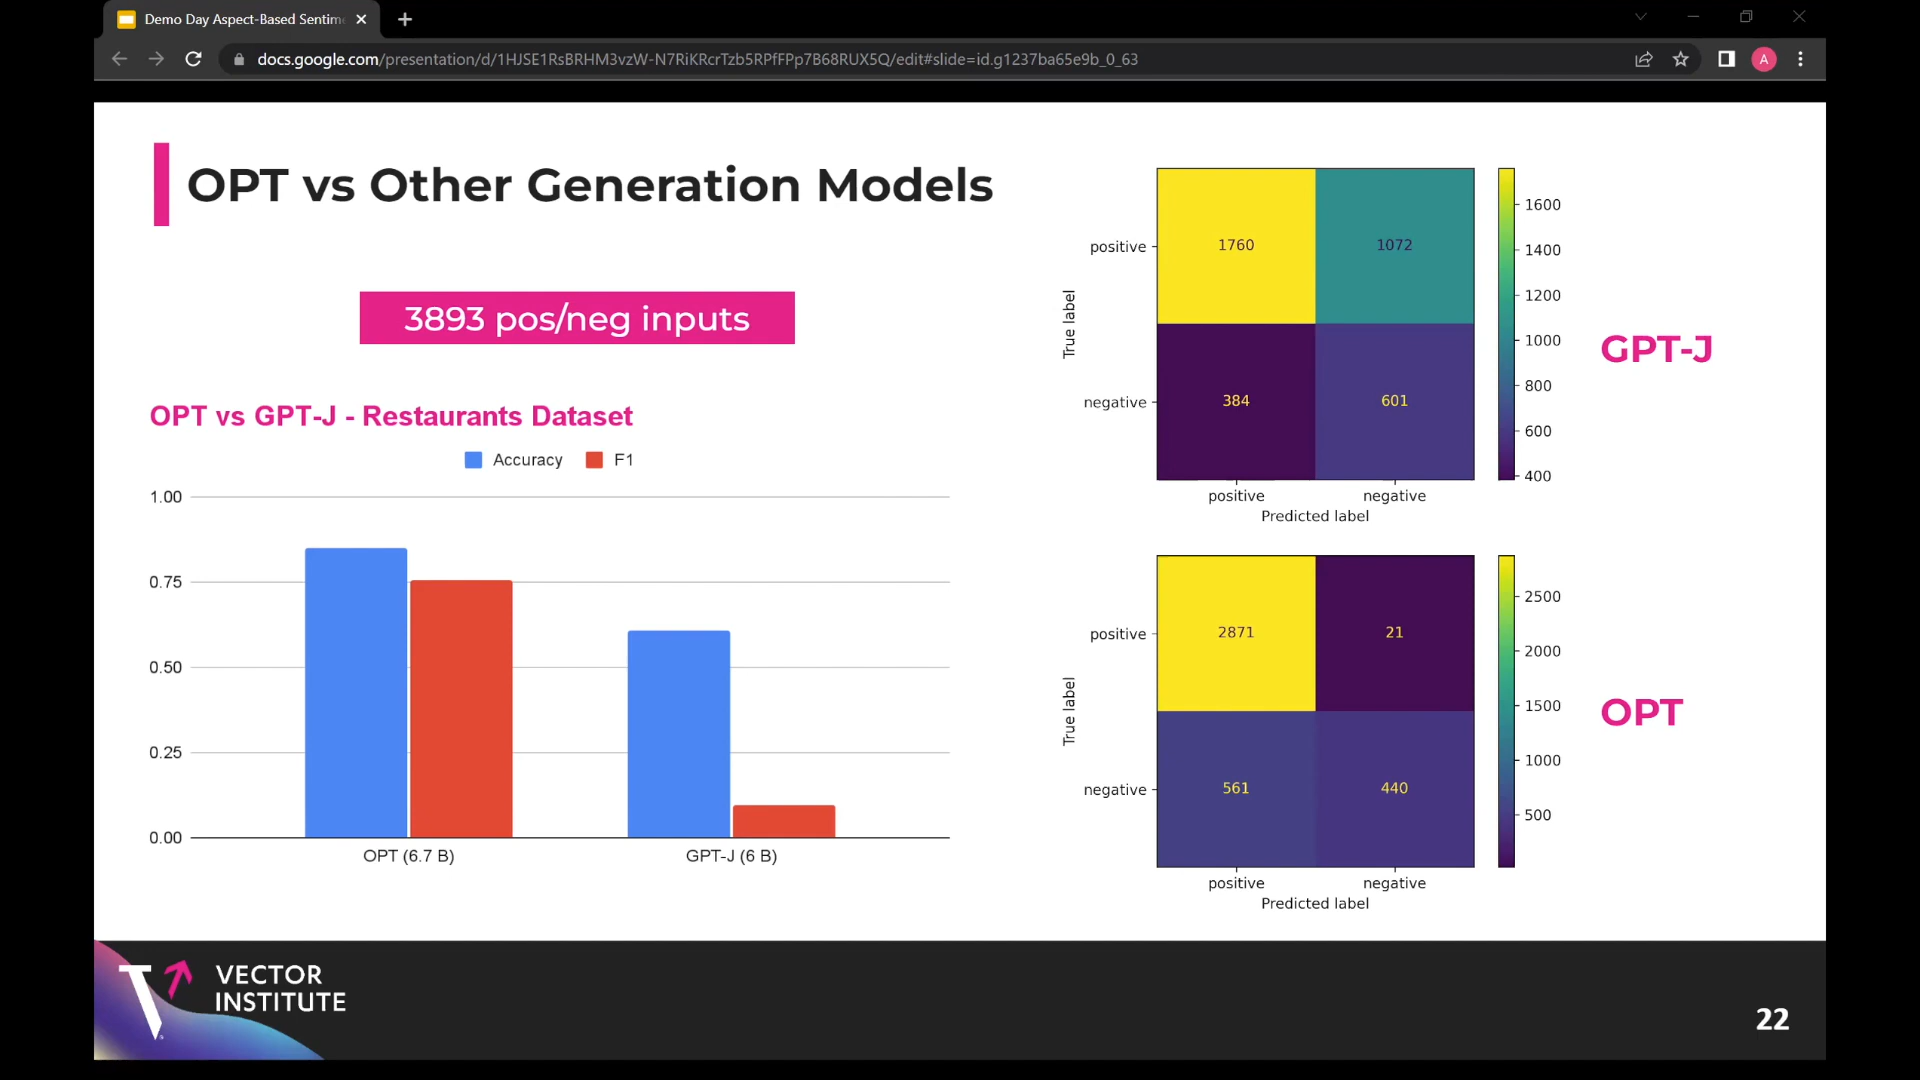 Demo Day Aspect-Based Sentim
docs.google.com/presentation/d/1HJSE1RsBRHM3vzW-N7RiKRcrTzb5RPfFPp7B68RUX5Q/edit#slide=id.g1237ba65e9b_0_63
A
OPT vs Other Generation Models
3893 pos/neg inputs
OPT vs GPT-J - Restaurants Dataset
Accuracy F1
1.00
0.75
0.50
0.25
0.00
OPT (6.7 B) GPT-J (6 B)
True label
positive 1760 1072
negative 384 601
positive negative
Predicted label
1600
1400
1200
1000
800
600
400
GPT-J
True label
positive 2871 21
negative 561 440
positive negative
Predicted label
2500
2000
1500
1000
500
OPT
VECTOR
INSTITUTE
22